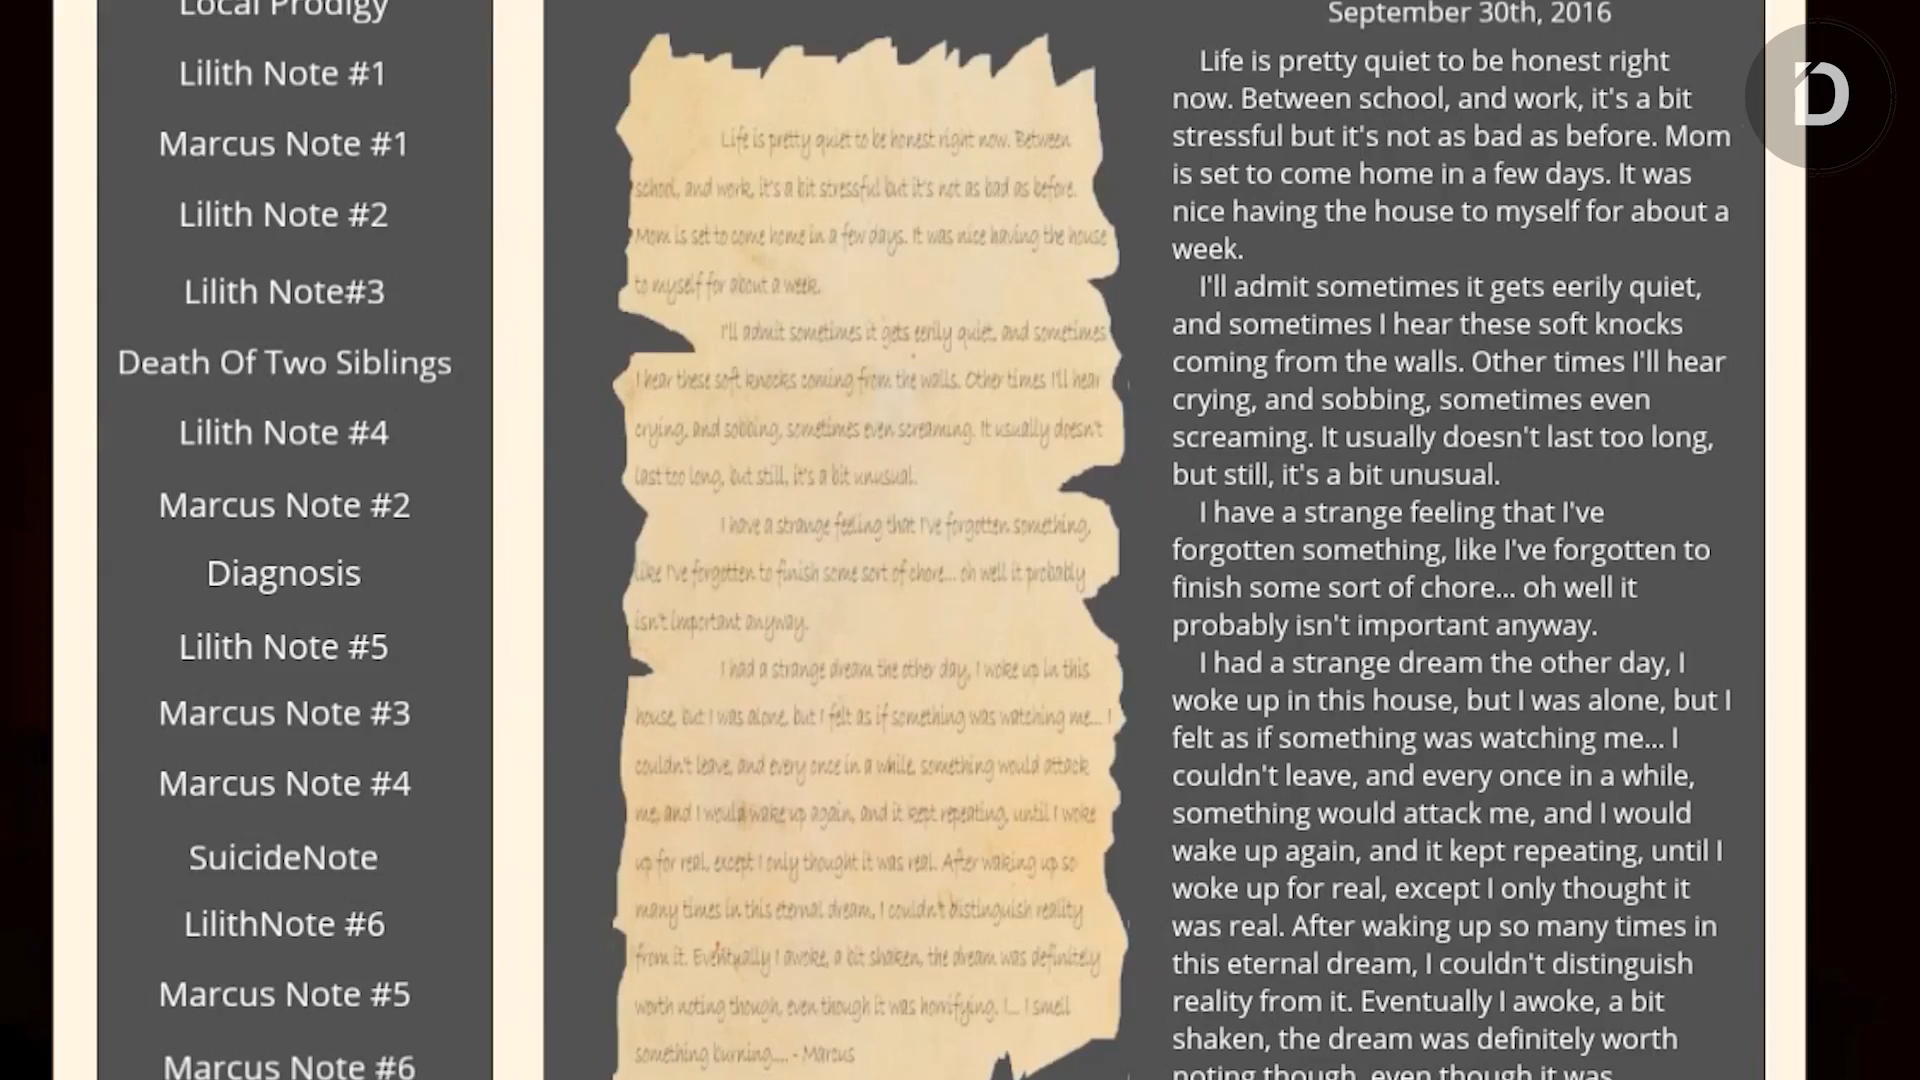 Local Prodigy
Lilith Note #1
Marcus Note #1
Lilith Note #2
Lilith Note#3
Death Of Two Siblings
Lilith Note #4
Marcus Note #2
Diagnosis
Lilith Note #5
Marcus Note #3
Marcus Note #4
SuicideNote
LilithNote #6
Marcus Note #5
Marcus Note #6
Life is pretty quiet to be honest right now. Between
school, and work, it's a bit stressful but it's not as bad as before.
Mom is set to come home in a few days. It was nice having the house
to myself for about a week.
I'll admit sometimes it gets eerily quiet, and sometimes
I hear these soft knocks coming from the walls. Other times I'll hear
crying, and sobbing, sometimes even screaming. It usually doesn't
last too long, but still, it's a bit unusual.
I have a strange feeling that I've forgotten something,
like I've forgotten to finish some sort of chore... oh well it probably
isn't important anyway.
I had a strange dream the other day, I woke up in this
house, but I was alone, but I felt as if something was watching me... I
couldn't leave, and every once in a while, something would attack
me, and I would wake up again, and it kept repeating, until I woke
up for real, except I only thought it was real. After waking up so
many times in this eternal dream, I couldn't distinguish reality
from it. Eventually I awoke, a bit shaken, the dream was definitely
worth noting though, even though it was horrifying. I... I smell
something burning.... - Marcus
September 30th, 2016
Life is pretty quiet to be honest right
now. Between school, and work, it's a bit
stressful but it's not as bad as before. Mom
is set to come home in a few days. It was
nice having the house to myself for about a
week.
I'll admit sometimes it gets eerily quiet,
and sometimes I hear these soft knocks
coming from the walls. Other times I'll hear
crying, and sobbing, sometimes even
screaming. It usually doesn't last too long,
but still, it's a bit unusual.
I have a strange feeling that I've
forgotten something, like I've forgotten to
finish some sort of chore... oh well it
probably isn't important anyway.
I had a strange dream the other day, I
woke up in this house, but I was alone, but I
felt as if something was watching me... I
couldn't leave, and every once in a while,
something would attack me, and I would
wake up again, and it kept repeating, until I
woke up for real, except I only thought it
was real. After waking up so many times in
this eternal dream, I couldn't distinguish
reality from it. Eventually I awoke, a bit
shaken, the dream was definitely worth
noting though, even though it was
D